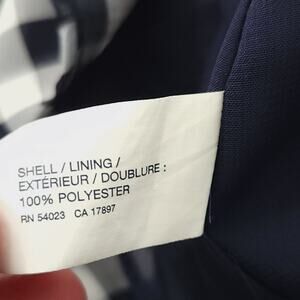 SHELL / LINING /
EXTÉRIEUR / DOUBLURE :
100% POLYESTER
RN 54023 CA 17897